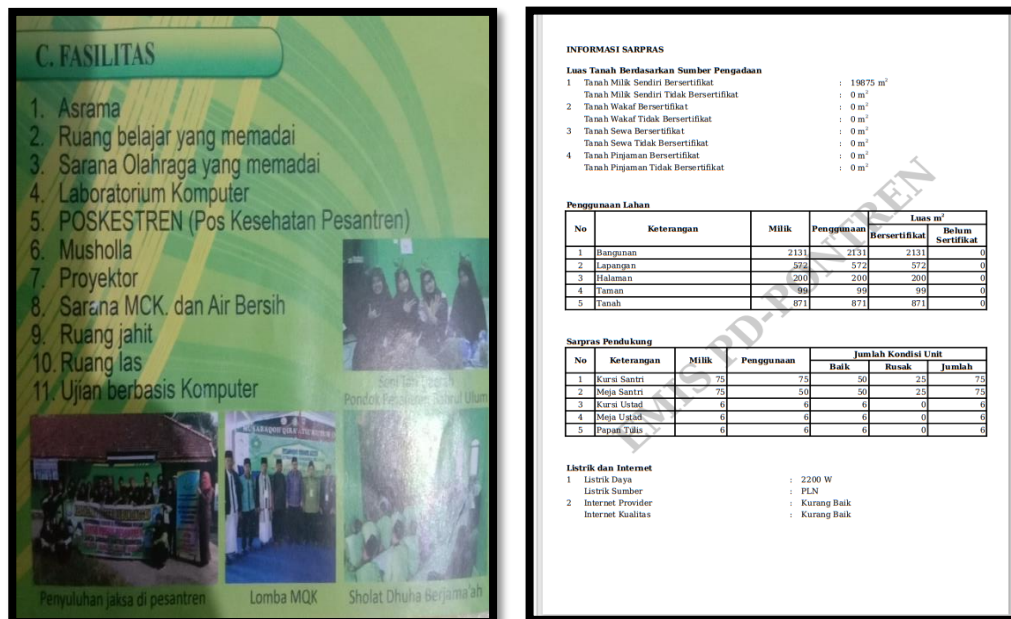 C. FASILITAS
1. Asrama
2. Ruang belajar yang memadai
3. Sarana Olahraga yang memadai
4. Laboratorium Komputer
5. POSKESTREN (Pos Kesehatan Pesantren)
6. Musholla
7. Proyektor
8. Sarana MCK. dan Air Bersih
9. Ruang jahit
10. Ruang las
11. Ujian berbasis Komputer
Pondok Pesantren Bahrul Ulum
Penyuluhan jaksa di pesantren
Lomba MQK
Sholat Dhuha Berjama'ah
INFORMASI SARPRAS
Luas Tanah Berdasarkan Sumber Pengadaan
1 Tanah Milik Sendiri Bersertifikat : 19875 m²
Tanah Milik Sendiri Tidak Bersertifikat : 0 m²
2 Tanah Wakaf Bersertifikat : 0 m²
Tanah Wakaf Tidak Bersertifikat : 0 m²
3 Tanah Sewa Bersertifikat : 0 m²
Tanah Sewa Tidak Bersertifikat : 0 m²
4 Tanah Pinjaman Bersertifikat : 0 m²
Tanah Pinjaman Tidak Bersertifikat : 0 m²
Penggunaan Lahan
No Keterangan Milik Penggunaan Luas m²
Bersertifikat Belum Sertifikat
1 Bangunan 2131 2131 2131 0
2 Lapangan 572 572 572 0
3 Halaman 200 200 200 0
4 Taman 99 99 99 0
5 Tanah 871 871 871 0
Sarpras Pendukung
No Keterangan Milik Penggunaan Jumlah Kondisi Unit
Baik Rusak Jumlah
1 Kursi Santri 75 75 50 25 75
2 Meja Santri 75 50 50 25 75
3 Kursi Ustad 6 6 6 0 6
4 Meja Ustad 6 6 6 0 6
5 Papan Tulis 6 6 6 0 6
Listrik dan Internet
1 Listrik Daya : 2200 W
Listrik Sumber : PLN
2 Internet Provider : Kurang Baik
Internet Kualitas : Kurang Baik
EMIS PD-PONTREN